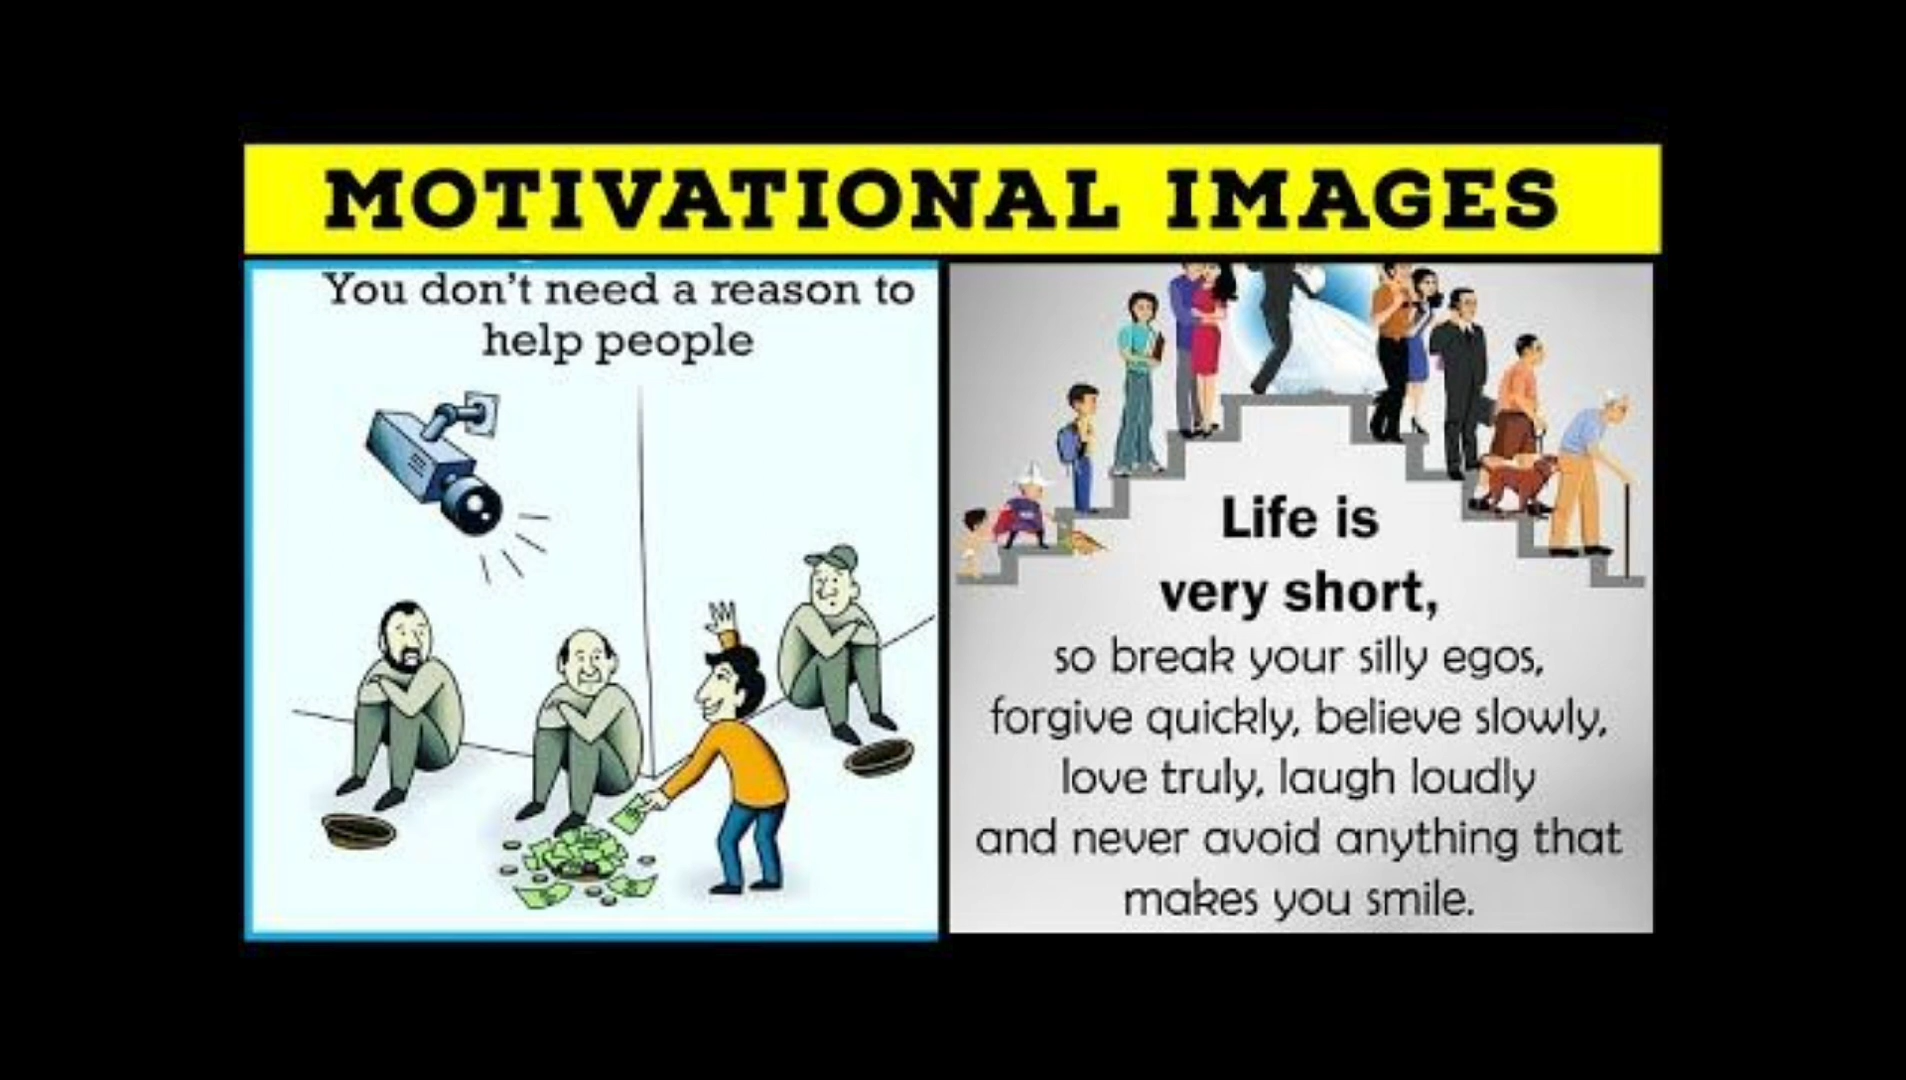 MOTIVATIONAL IMAGES
You don't need a reason to
help people
Life is
very short,
so break your silly egos,
forgive quickly, believe slowly,
love truly, laugh loudly
and never avoid anything that
makes you smile.